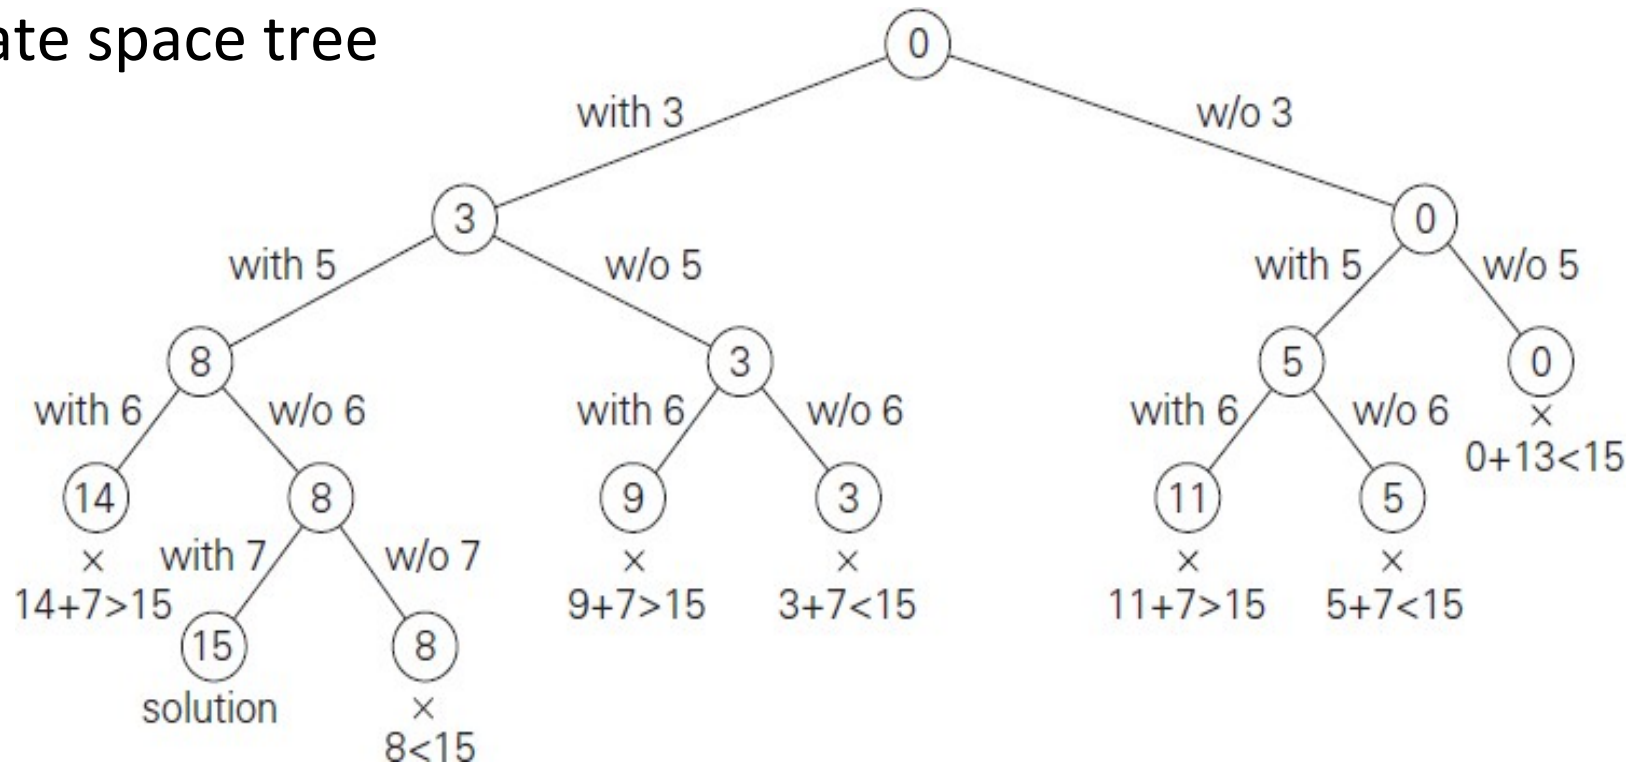 ate space tree
0
with 3
w/o 3
3
0
with 5
w/o 5
with 5
w/o 5
8
3
5
0
with 6
w/o 6
with 6
w/o 6
with 6
w/o 6
×
0+13<15
14
8
9
3
11
5
×
with 7
w/o 7
×
×
×
×
14+7>15
9+7>15
3+7<15
11+7>15
5+7<15
15
8
solution
×
8<15